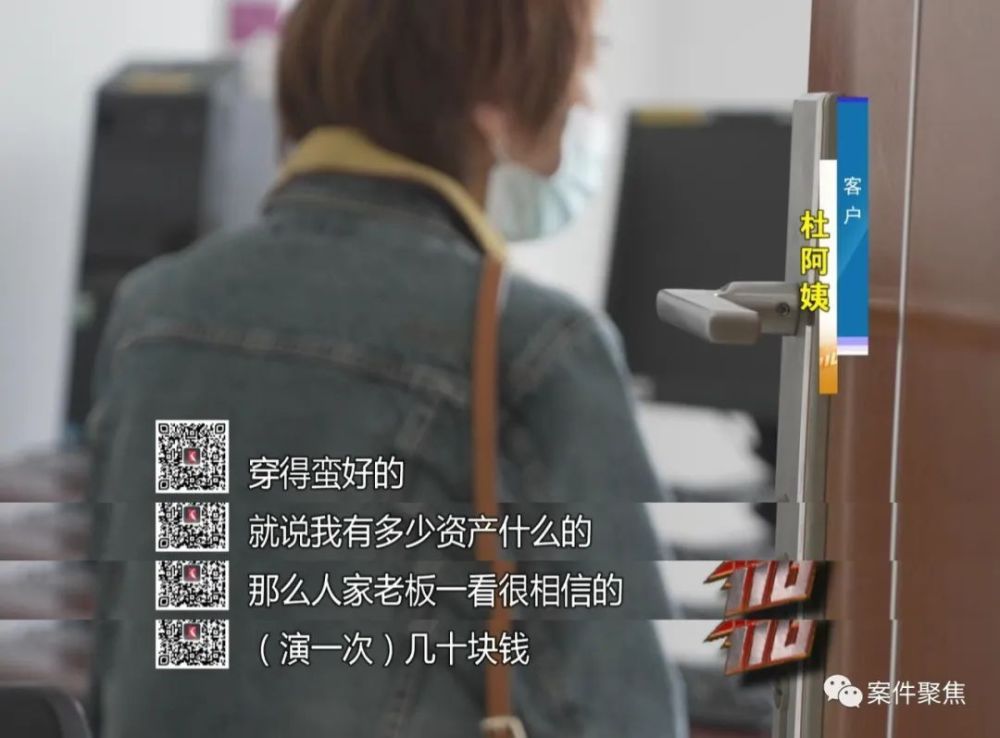 客户
杜阿姨
穿得蛮好的
就说我有多少资产什么的
那么人家老板一看很相信的
（演一次）几十块钱
110
110
案件聚焦